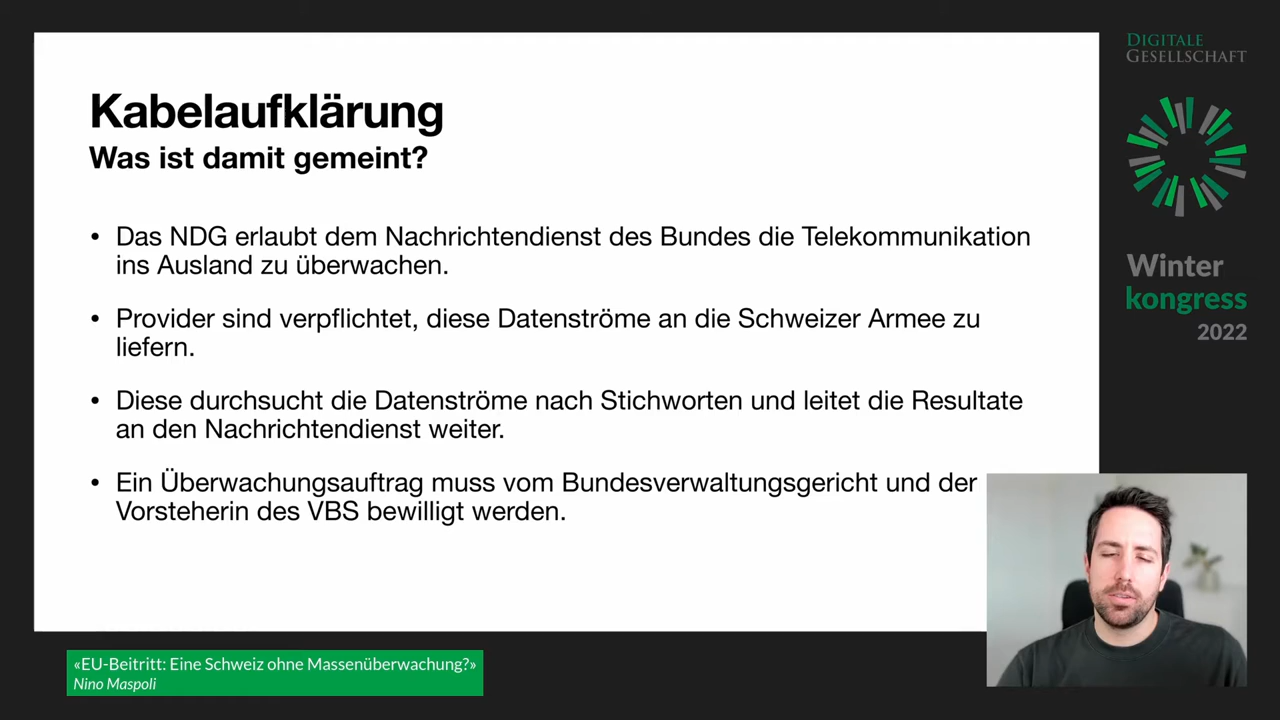 Kabelaufklärung
Was ist damit gemeint?
• Das NDG erlaubt dem Nachrichtendienst des Bundes die Telekommunikation
ins Ausland zu überwachen.
• Provider sind verpflichtet, diese Datenströme an die Schweizer Armee zu
liefern.
• Diese durchsucht die Datenströme nach Stichworten und leitet die Resultate
an den Nachrichtendienst weiter.
• Ein Überwachungsauftrag muss vom Bundesverwaltungsgericht und der
Vorsteherin des VBS bewilligt werden.
DIGITALE
GESELLSCHAFT
Winter
kongress
2022
«EU-Beitritt: Eine Schweiz ohne Massenüberwachung?»
Nino Maspoli